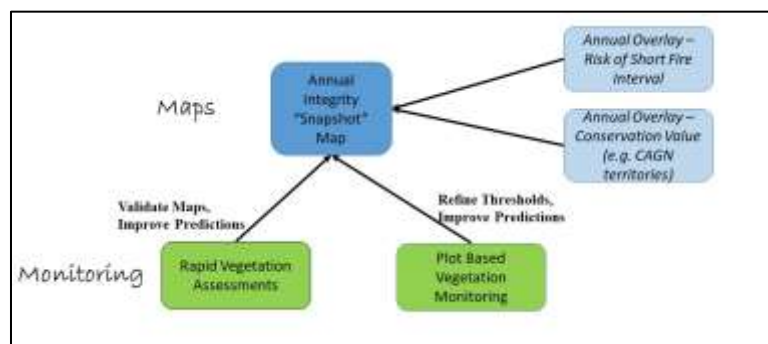 Annual Overlay –
Risk of Short Fire
Interval
Annual
Integrity
"Snapshot"
Map
Maps
Annual Overlay –
Conservation Value
(e.g. CAGN
territories)
Validate Maps,
Improve Predictions
Refine Thresholds,
Improve Predictions
Monitoring
Rapid Vegetation
Assessments
Plot Based
Vegetation
Monitoring